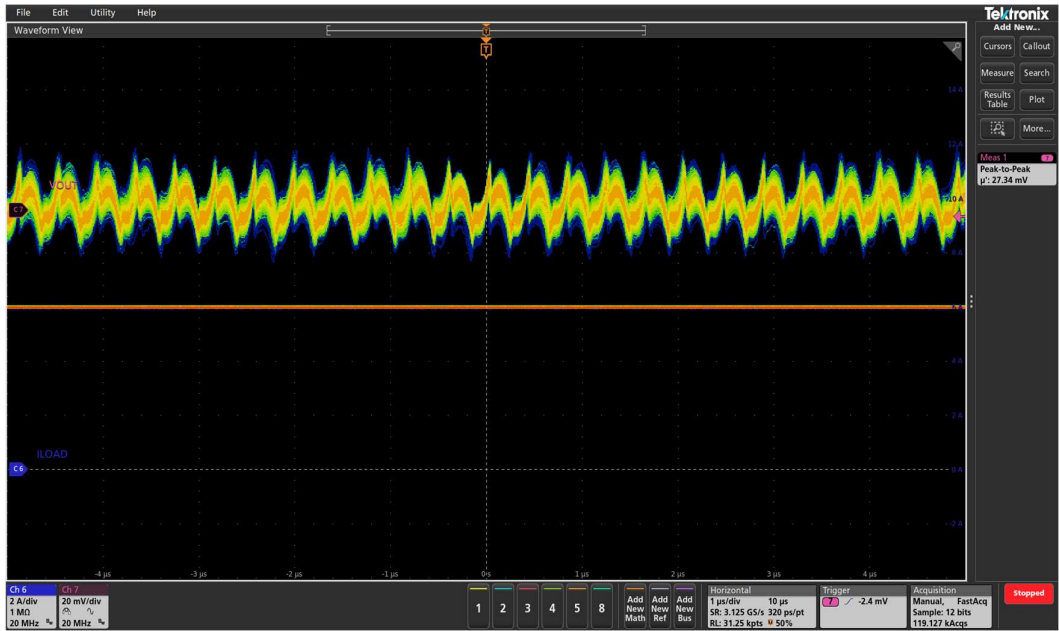 File Edit Utility Help
Tektronix
Waveform View
Add New...
T
T
Cursors Callout
Measure Search
Results Table Plot
More...
Meas 1 7
Peak-to-Peak
µ': 27.34 mV
14 A
12 A
VOUT
10 A
C 7
8 A
6 A
4 A
2 A
ILOAD
C 6
0 A
-2 A
-4 µs -3 µs -2 µs -1 µs 0 s 1 µs 2 µs 3 µs 4 µs
Ch 6
2 A/div
1 MΩ
20 MHz
Ch 7
20 mV/div
20 MHz
1 2 3 4 5 8
Add New Math
Add New Ref
Add New Bus
Horizontal
1 µs/div 10 µs
SR: 3.125 GS/s 320 ps/pt
RL: 31.25 kpts 50%
Trigger
7 -2.4 mV
Acquisition
Manual, FastAcq
Sample: 12 bits
119.127 kAcqs
Stopped